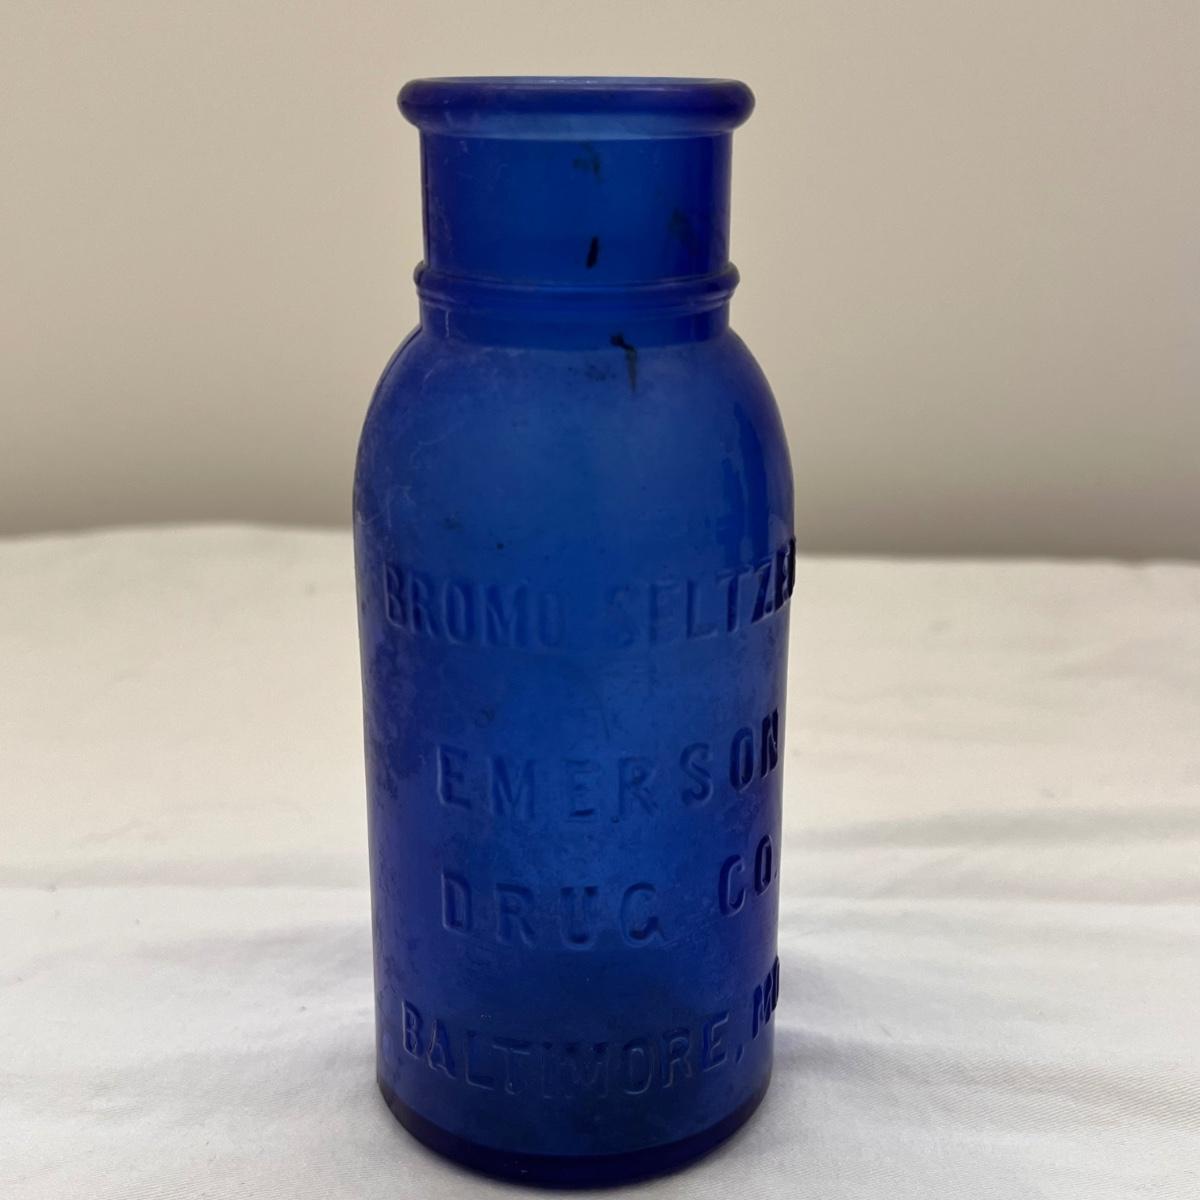 BROMO SELTZER
EMERSON
DRUG CO.
BALTIMORE, MD